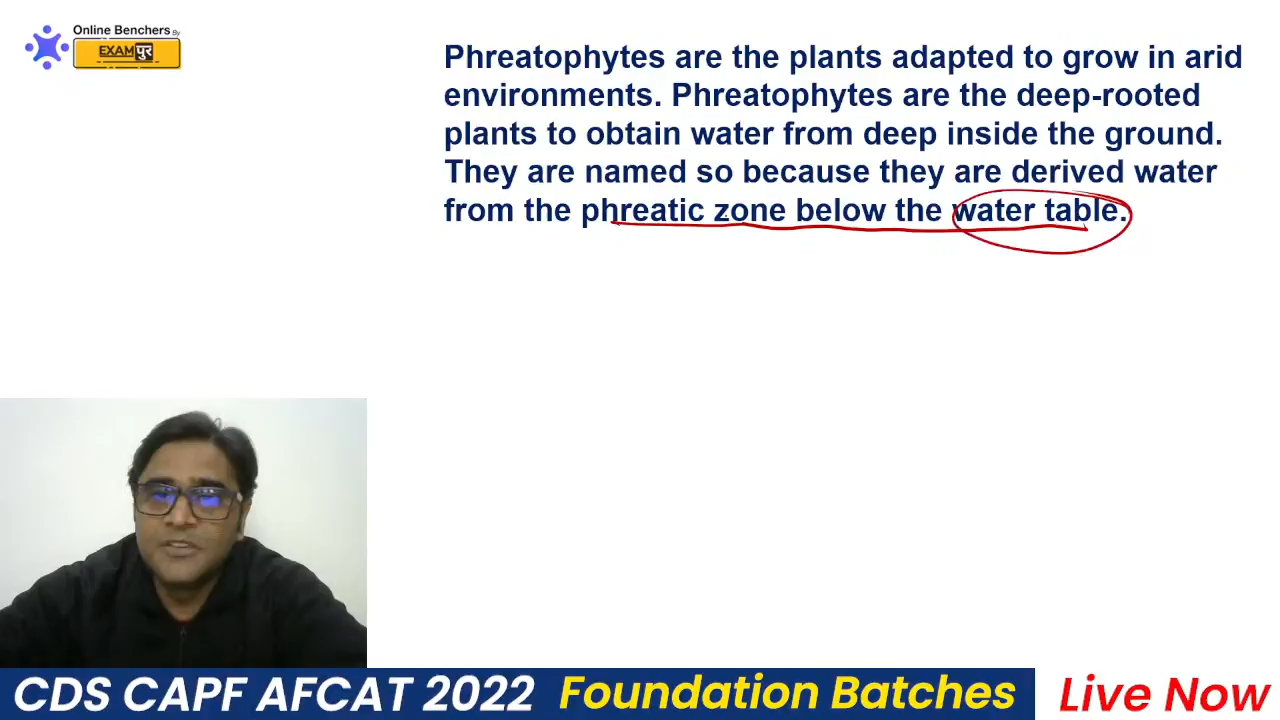 Online Benchers By
EXAMपुर
Phreatophytes are the plants adapted to grow in arid
environments. Phreatophytes are the deep-rooted
plants to obtain water from deep inside the ground.
They are named so because they are derived water
from the phreatic zone below the water table.
CDS CAPF AFCAT 2022 Foundation Batches Live Now